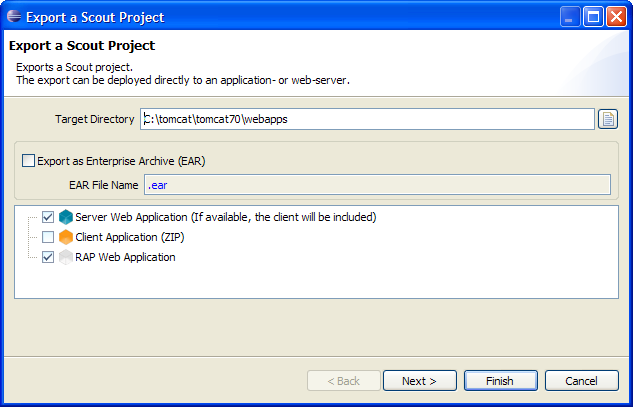 Export a Scout Project
Export a Scout Project
Exports a Scout project.
The export can be deployed directly to an application- or web-server.
Target Directory C:\tomcat\tomcat70\webapps
Export as Enterprise Archive (EAR)
EAR File Name .ear
Server Web Application (If available, the client will be included)
Client Application (ZIP)
RAP Web Application
< Back Next > Finish Cancel